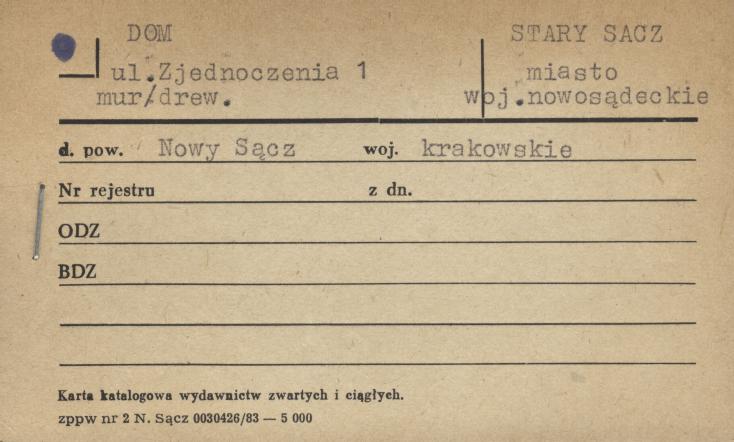 DOM STARY SACZ
ul.Zjednoczenia 1 miasto
mur/drew. woj.nowosądeckie
d. pow. Nowy Sącz woj. krakowskie
Nr rejestru z dn.
ODZ
BDZ
Karta katalogowa wydawnictw zwartych i ciągłych.
zppw nr 2 N. Sącz 0030426/83 — 5 000